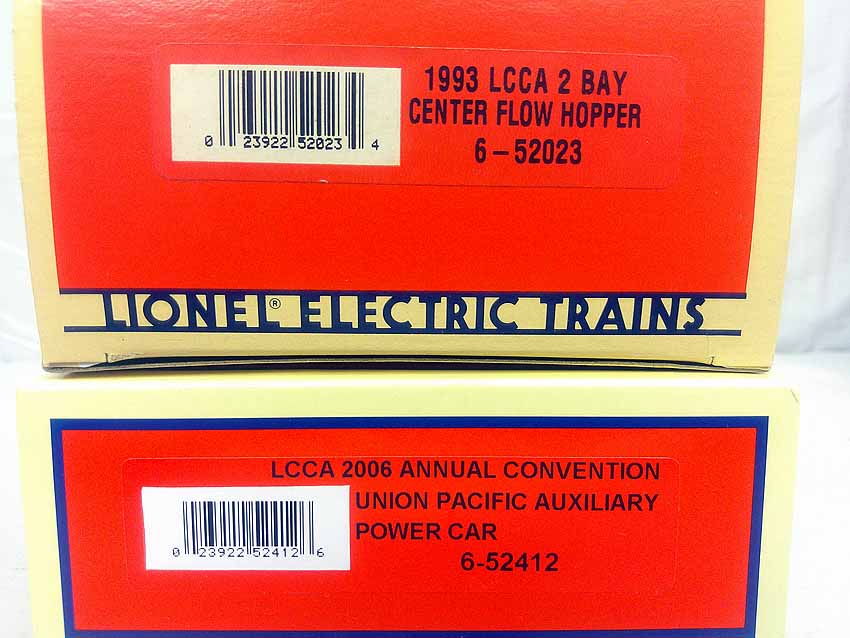 1993 LCCA 2 BAY
CENTER FLOW HOPPER
6-52023
0 23922 52023 4
LIONEL® ELECTRIC TRAINS
LCCA 2006 ANNUAL CONVENTION
UNION PACIFIC AUXILIARY
POWER CAR
6-52412
0 23922 52412 6